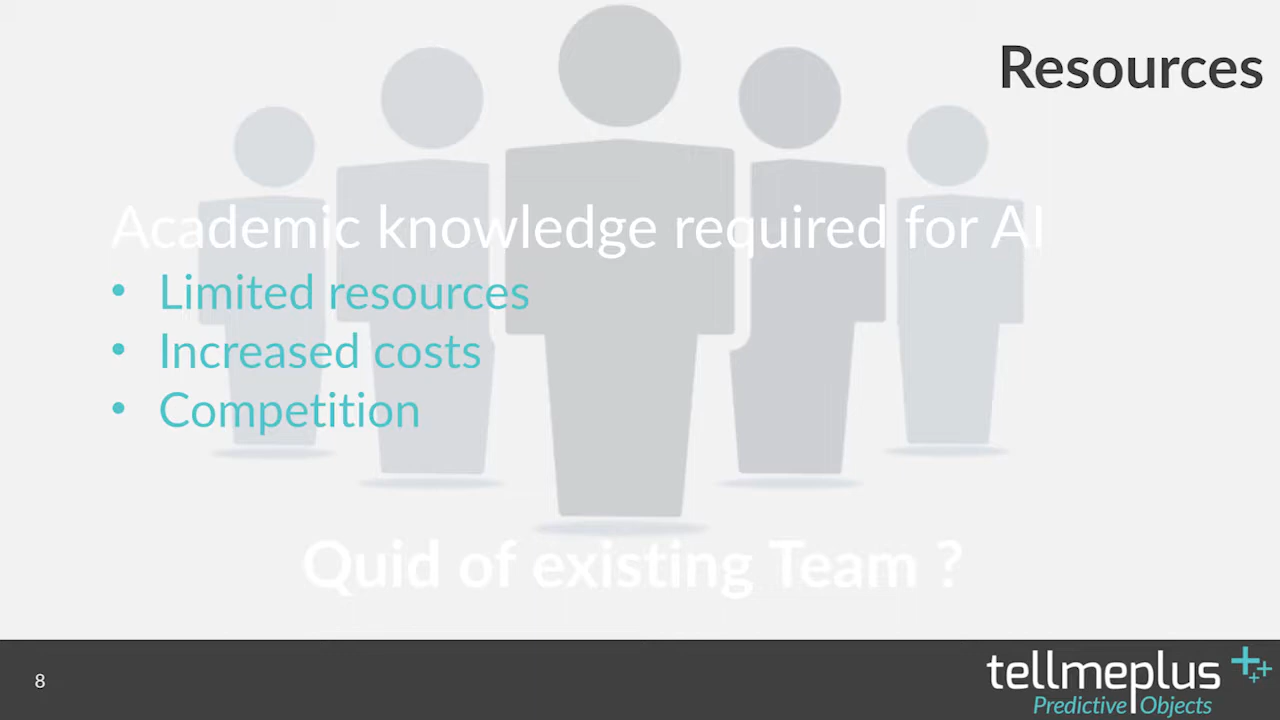 Resources
Academic knowledge required for AI
• Limited resources
• Increased costs
• Competition
Quid of existing Team ?
8
tellmeplus
Predictive Objects